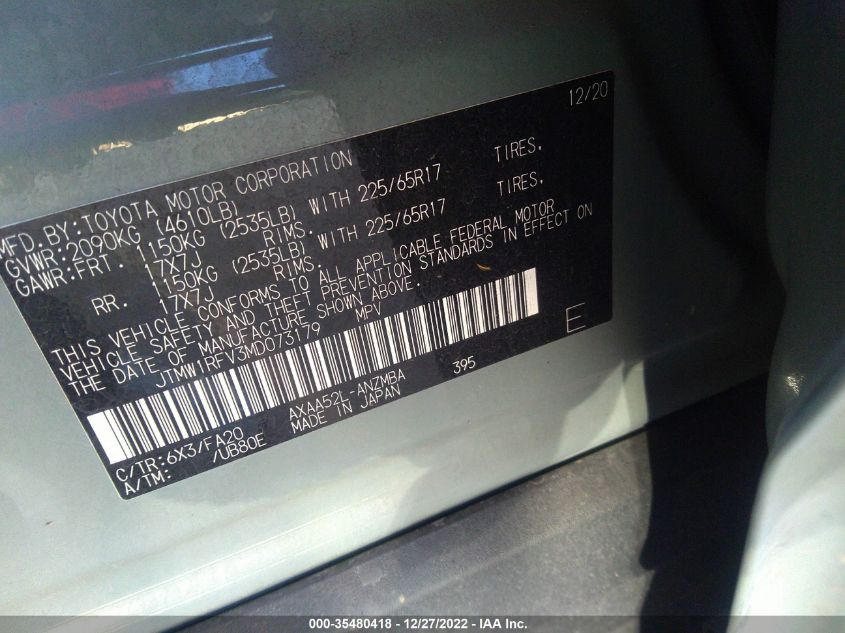 12/20
MFD. BY: TOYOTA MOTOR CORPORATION
GVWR: 2090KG (4610LB)
GAWR: FRT. 1150KG (2535LB) WITH 225/65R17 TIRES.
17X7J RIMS.
RR. 1150KG (2535LB) WITH 225/65R17 TIRES.
17X7J RIMS.
THIS VEHICLE CONFORMS TO ALL APPLICABLE FEDERAL MOTOR
VEHICLE SAFETY AND THEFT PREVENTION STANDARDS IN EFFECT ON
THE DATE OF MANUFACTURE SHOWN ABOVE.
JTMW1RFV3MD073179 MPV
E
C/TR: 6X3/FA20 AXAA52L-ANZMBA 395
A/TM: /UB80E MADE IN JAPAN
000-35480418 - 12/27/2022 - IAA Inc.